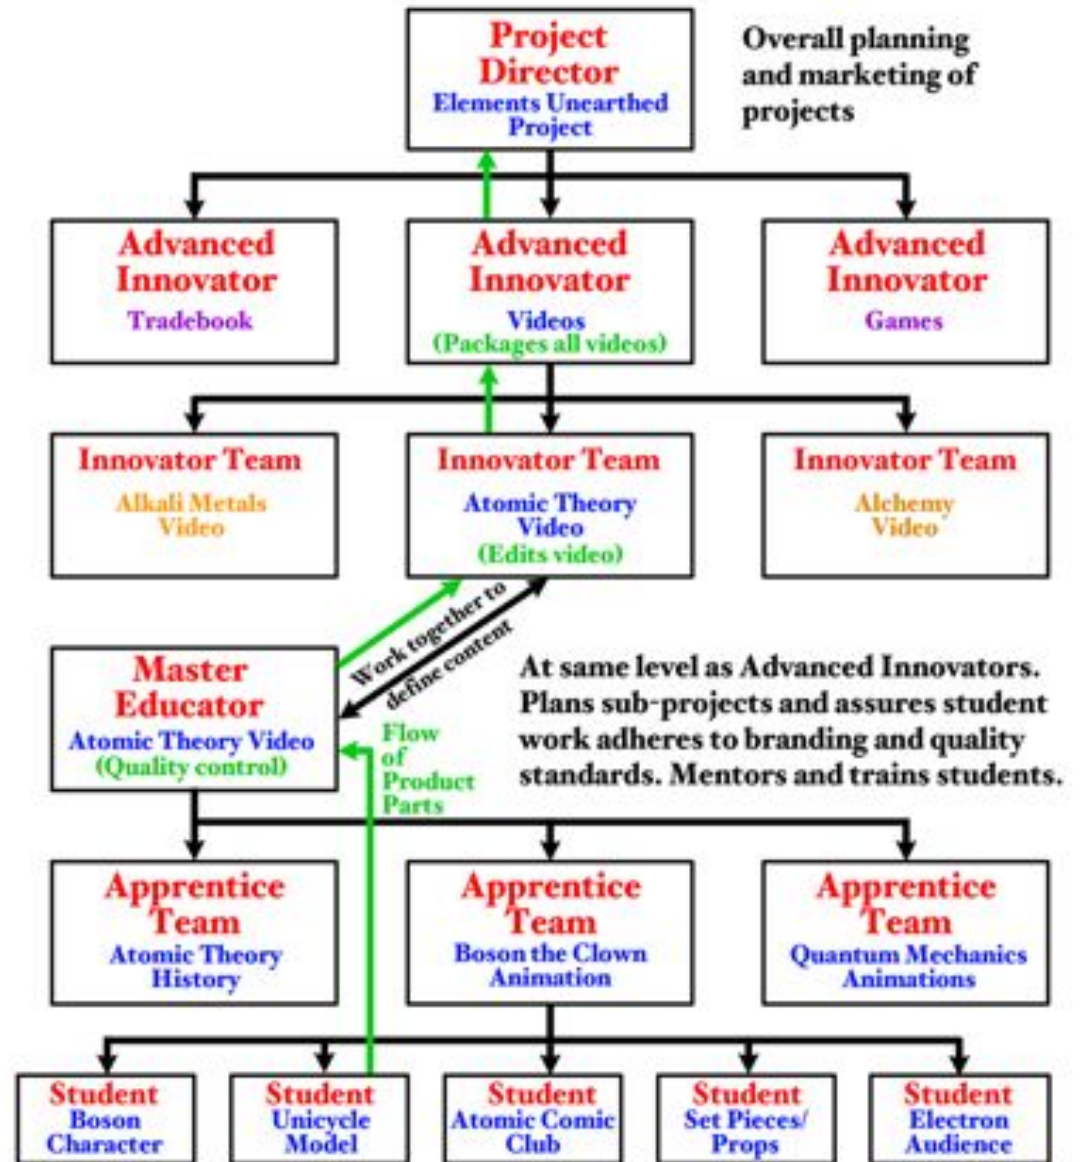 Project
Director
Elements Unearthed
Project
Overall planning
and marketing of
projects
Advanced
Innovator
Tradebook
Advanced
Innovator
Videos
(Packages all videos)
Advanced
Innovator
Games
Innovator Team
Alkali Metals
Video
Innovator Team
Atomic Theory
Video
(Edits video)
Innovator Team
Alchemy
Video
Work together to
define content
Master
Educator
Atomic Theory Video
(Quality control)
At same level as Advanced Innovators.
Plans sub-projects and assures student
work adheres to branding and quality
standards. Mentors and trains students.
Flow
of
Product
Parts
Apprentice
Team
Atomic Theory
History
Apprentice
Team
Boson the Clown
Animation
Apprentice
Team
Quantum Mechanics
Animations
Student
Boson
Character
Student
Unicycle
Model
Student
Atomic Comic
Club
Student
Set Pieces/
Props
Student
Electron
Audience